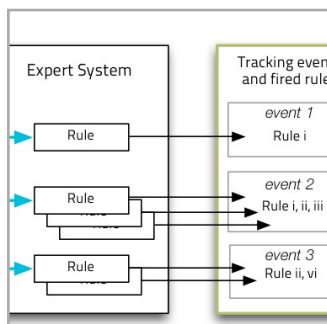 Expert System
Tracking even
and fired rule
Rule
event 1
Rule i
Rule
event 2
Rule i, ii, iii
Rule
event 3
Rule ii, vi